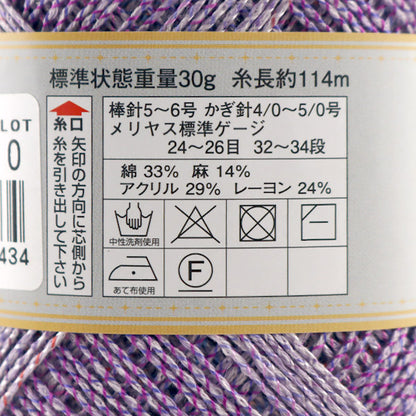 標準状態重量30g 糸長約114m
LOT
0
434
糸口
矢印の方向に芯側から
糸を引き出して下さい
棒針5～6号 かぎ針4/0～5/0号
メリヤス標準ゲージ
24～26目 32～34段
綿 33% 麻 14%
アクリル 29% レーヨン 24%
中性洗剤使用
あて布使用
F